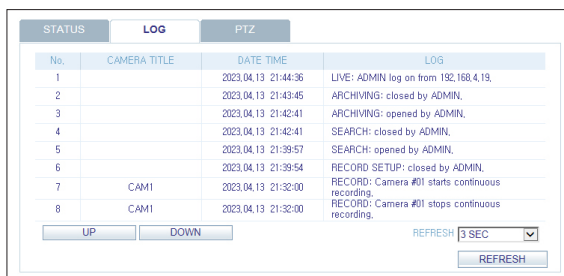 STATUS LOG PTZ
No. CAMERA TITLE DATE TIME LOG
1 2023.04.13 21:44:36 LIVE: ADMIN log on from 192.168.4.19.
2 2023.04.13 21:43:45 ARCHIVING: closed by ADMIN.
3 2023.04.13 21:42:41 ARCHIVING: opened by ADMIN.
4 2023.04.13 21:42:41 SEARCH: closed by ADMIN.
5 2023.04.13 21:39:57 SEARCH: opened by ADMIN.
6 2023.04.13 21:39:54 RECORD SETUP: closed by ADMIN.
7 CAM1 2023.04.13 21:32:00 RECORD: Camera #01 starts continuous
recording.
8 CAM1 2023.04.13 21:32:00 RECORD: Camera #01 stops continuous
recording.
UP DOWN REFRESH 3 SEC
REFRESH